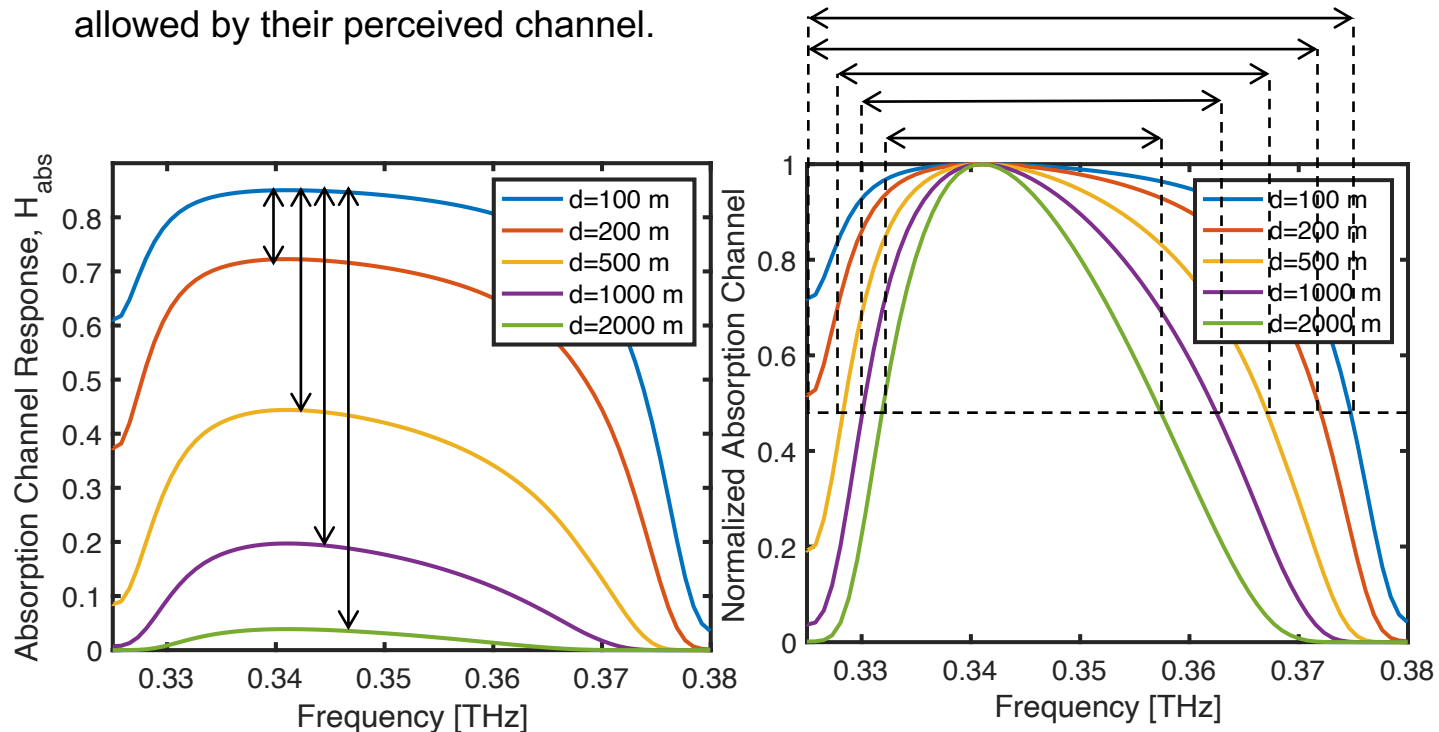 allowed by their perceived channel.
Absorption Channel Response, H_abs
0.8
0.7
0.6
0.5
0.4
0.3
0.2
0.1
0
0.33
0.34
0.35
0.36
0.37
0.38
Frequency [THz]
d=100 m
d=200 m
d=500 m
d=1000 m
d=2000 m
Normalized Absorption Channel
1
0.8
0.6
0.4
0.2
0
0.33
0.34
0.35
0.36
0.37
0.38
Frequency [THz]
d=100 m
d=200 m
d=500 m
d=1000 m
d=2000 m